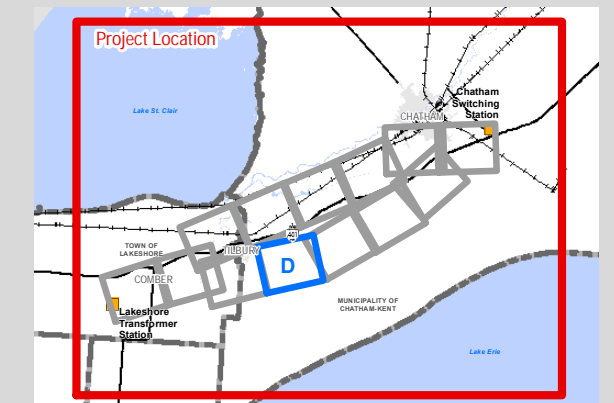 Project Location
Lake St. Clair
Chatham
Switching
Station
CHATHAM
401
TOWN OF
LAKESHORE
TILBURY
D
COMBER
MUNICIPALITY OF
CHATHAM-KENT
Lakeshore
Transformer
Station
Lake Erie